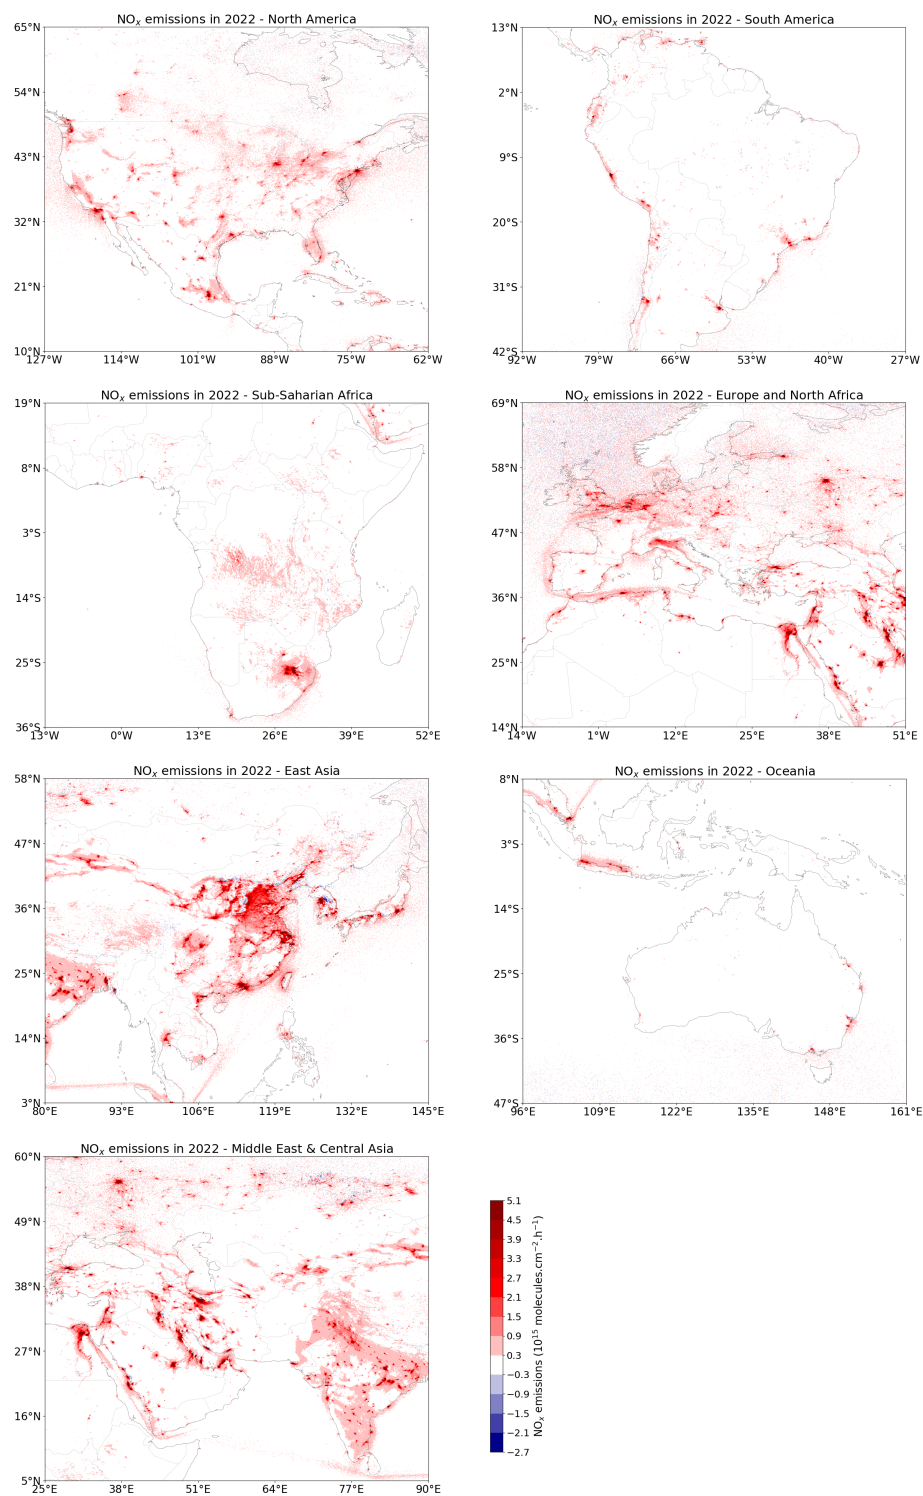 NOx emissions in 2022 - North America
65°N
54°N
43°N
32°N
21°N
10°N
127°W 114°W 101°W 88°W 75°W 62°W
NOx emissions in 2022 - South America
13°N
2°N
9°S
20°S
31°S
42°S
92°W 79°W 66°W 53°W 40°W 27°W
NOx emissions in 2022 - Sub-Saharian Africa
19°N
8°N
3°S
14°S
25°S
36°S
13°W 0°W 13°E 26°E 39°E 52°E
NOx emissions in 2022 - Europe and North Africa
69°N
58°N
47°N
36°N
25°N
14°N
14°W 1°W 12°E 25°E 38°E 51°E
NOx emissions in 2022 - East Asia
58°N
47°N
36°N
25°N
14°N
3°N
80°E 93°E 106°E 119°E 132°E 145°E
NOx emissions in 2022 - Oceania
8°N
3°S
14°S
25°S
36°S
47°S
96°E 109°E 122°E 135°E 148°E 161°E
NOx emissions in 2022 - Middle East & Central Asia
60°N
49°N
38°N
27°N
16°N
5°N
25°E 38°E 51°E 64°E 77°E 90°E
5.1
4.5
3.9
3.3
2.7
2.1
1.5
0.9
0.3
−0.3
−0.9
−1.5
−2.1
−2.7
NOx emissions (10¹⁵ molecules.cm⁻².h⁻¹)